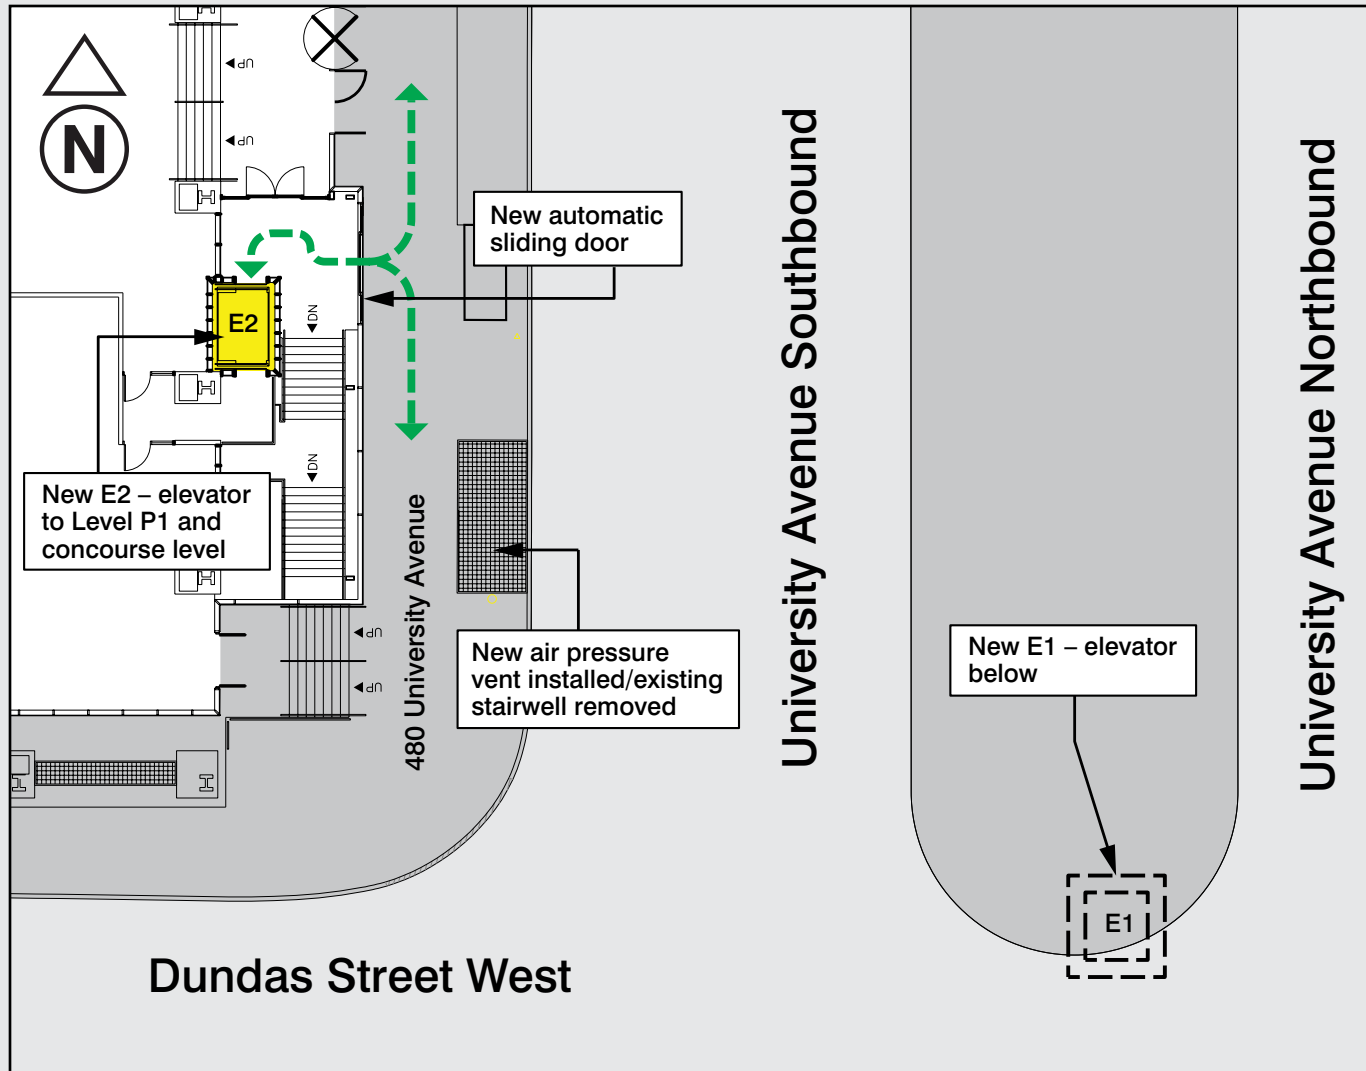 UP
UP
N
New automatic
sliding door
University Avenue Southbound
University Avenue Northbound
E2
DN
New E2 – elevator
to Level P1 and
concourse level
DN
480 University Avenue
New air pressure
vent installed/existing
stairwell removed
UP
UP
New E1 – elevator
below
E1
Dundas Street West